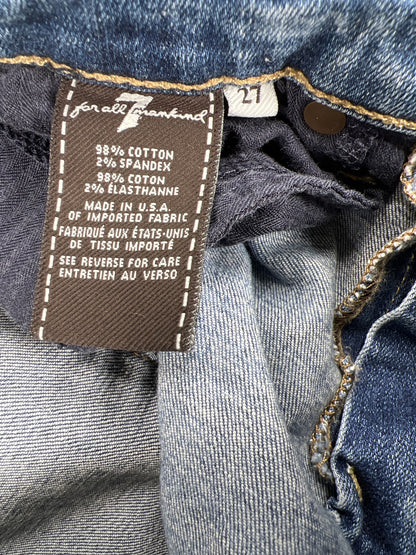 7
for all mankind
27
98% COTTON
2% SPANDEX
98% COTON
2% ÉLASTHANNE
MADE IN U.S.A.
OF IMPORTED FABRIC
FABRIQUÉ AUX ÉTATS-UNIS
DE TISSU IMPORTÉ
SEE REVERSE FOR CARE
ENTRETIEN AU VERSO